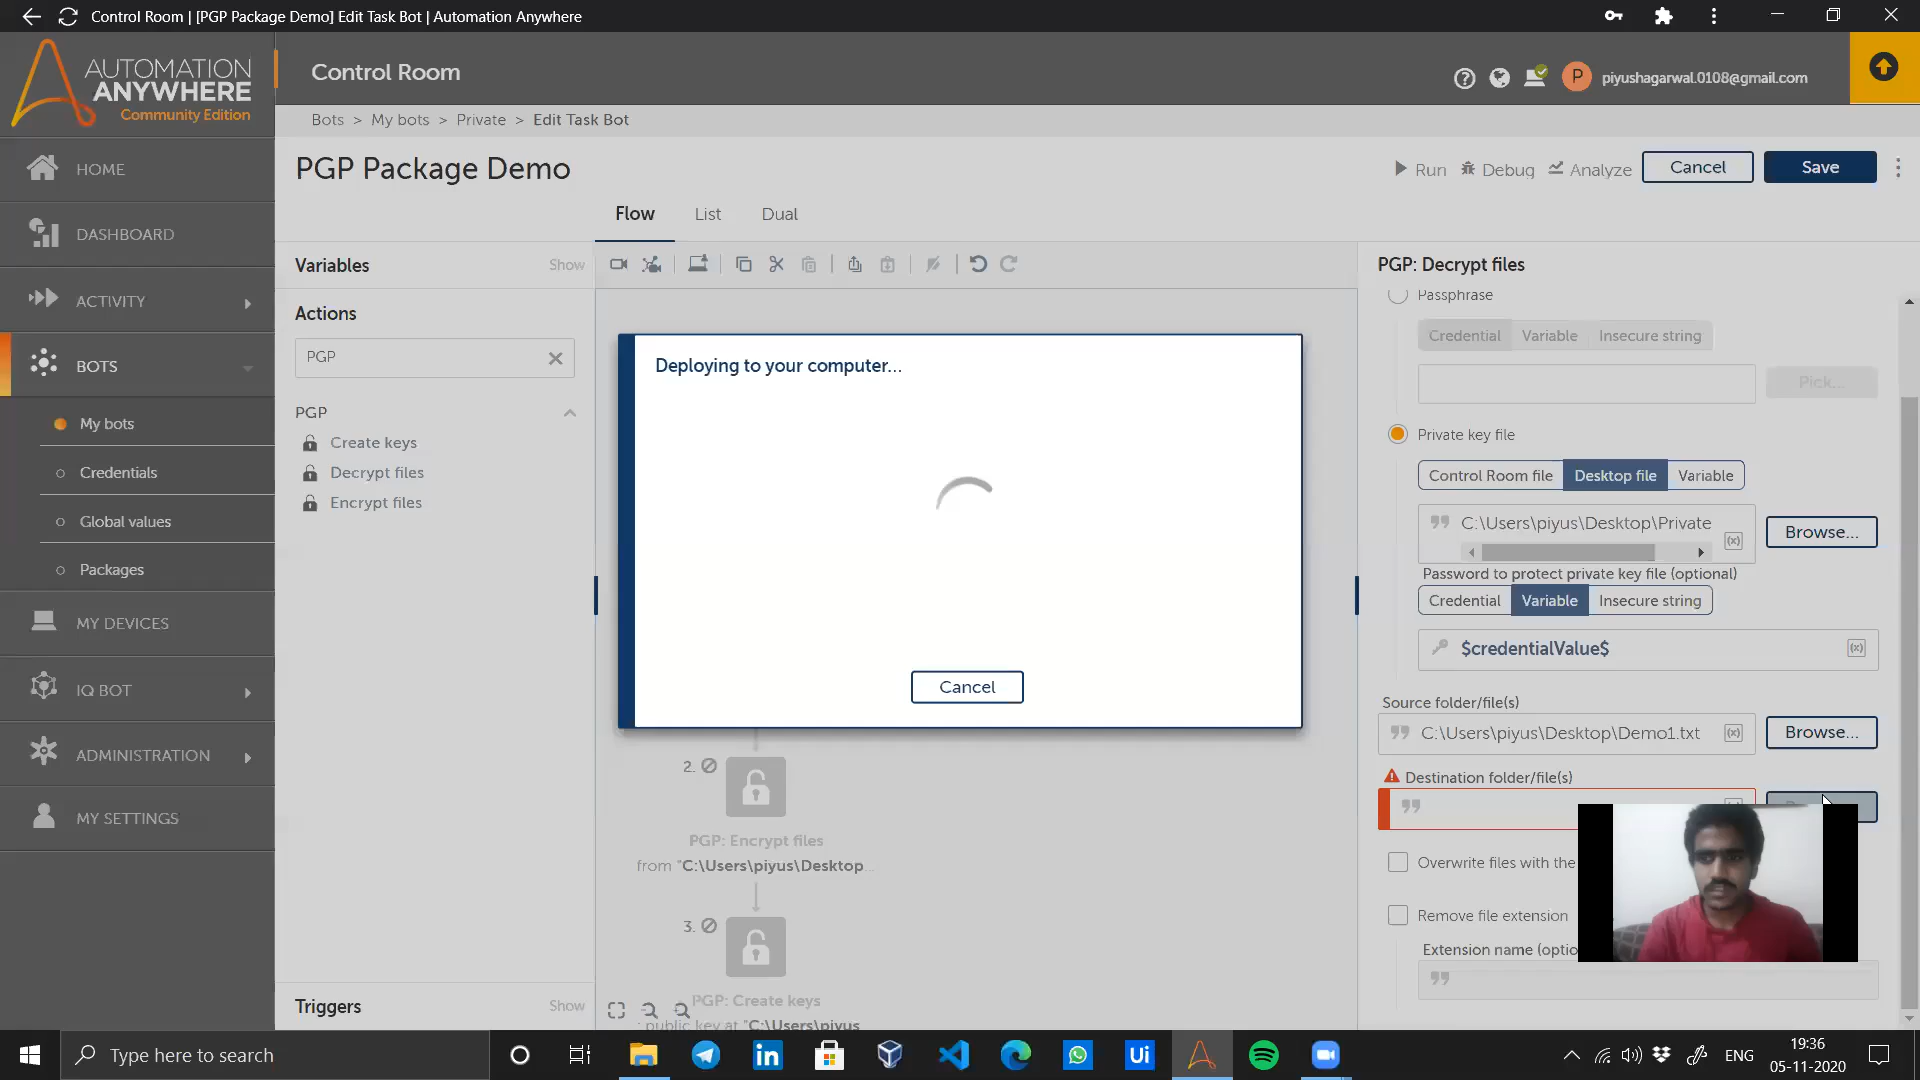 Control Room | [PGP Package Demo] Edit Task Bot | Automation Anywhere
AUTOMATION
ANYWHERE
Community Edition
Control Room
P
piyushagarwal.0108@gmail.com
Bots > My bots > Private > Edit Task Bot
HOME
DASHBOARD
ACTIVITY
BOTS
My bots
Credentials
Global values
Packages
MY DEVICES
IQ BOT
ADMINISTRATION
MY SETTINGS
PGP Package Demo
Run
Debug
Analyze
Cancel
Save
Flow
List
Dual
Variables
Show
Actions
PGP
PGP
Create keys
Decrypt files
Encrypt files
Triggers
Show
Deploying to your computer...
Cancel
2.
PGP: Encrypt files
from "C:\Users\piyus\Desktop...
3.
PGP: Create keys
: public key at "C:\Users\piyus
PGP: Decrypt files
Passphrase
Credential Variable Insecure string
Pick...
Private key file
Control Room file Desktop file Variable
C:\Users\piyus\Desktop\Private
(x)
Browse...
Password to protect private key file (optional)
Credential Variable Insecure string
$credentialValue$
(x)
Source folder/file(s)
C:\Users\piyus\Desktop\Demo1.txt
(x)
Browse...
Destination folder/file(s)
Overwrite files with the
Remove file extension
Extension name (optio
Type here to search
Ui
ENG
19:36
05-11-2020